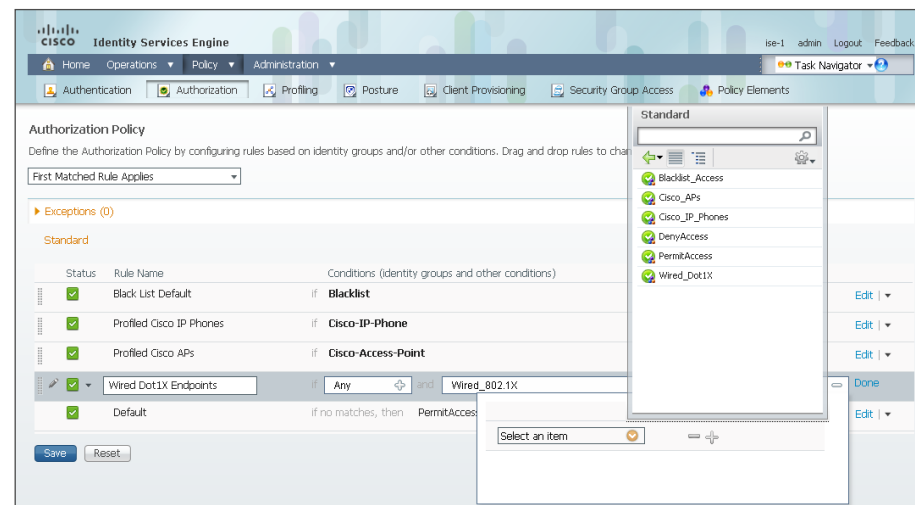 CISCO Identity Services Engine
ise-1 admin Logout Feedback
Home Operations ▼ Policy ▼ Administration ▼
Task Navigator ▼
Authentication Authorization Profiling Posture Client Provisioning Security Group Access Policy Elements
Authorization Policy
Define the Authorization Policy by configuring rules based on identity groups and/or other conditions. Drag and drop rules to chan
First Matched Rule Applies
Exceptions (0)
Standard
Status Rule Name Conditions (identity groups and other conditions)
Black List Default if Blacklist Edit | ▼
Profiled Cisco IP Phones if Cisco-IP-Phone Edit | ▼
Profiled Cisco APs if Cisco-Access-Point Edit | ▼
Wired Dot1X Endpoints if Any and Wired_802.1X Done
Default if no matches, then PermitAcces Edit | ▼
Select an item
Save Reset
Standard
Blacklist_Access
Cisco_APs
Cisco_IP_Phones
DenyAccess
PermitAccess
Wired_Dot1X